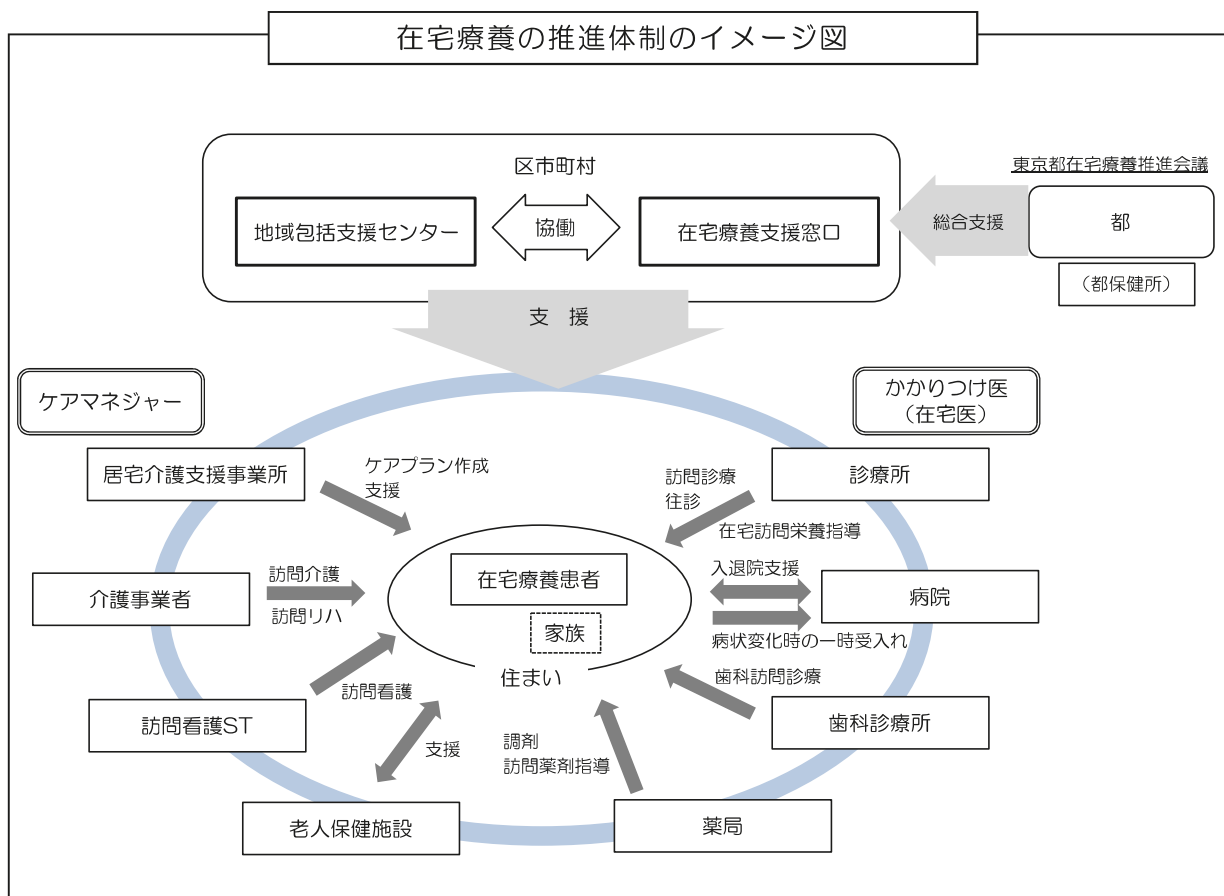 在宅療養の推進体制のイメージ図
区市町村
地域包括支援センター
協働
在宅療養支援窓口
東京都在宅療養推進会議
総合支援
都
（都保健所）
支　援
ケアマネジャー
かかりつけ医
（在宅医）
居宅介護支援事業所
ケアプラン作成
支援
訪問診療
往診
診療所
在宅訪問栄養指導
介護事業者
訪問介護
訪問リハ
在宅療養患者
家族
住まい
入退院支援
病院
病状変化時の一時受入れ
訪問看護ST
訪問看護
歯科訪問診療
歯科診療所
支援
調剤
訪問薬剤指導
老人保健施設
薬局